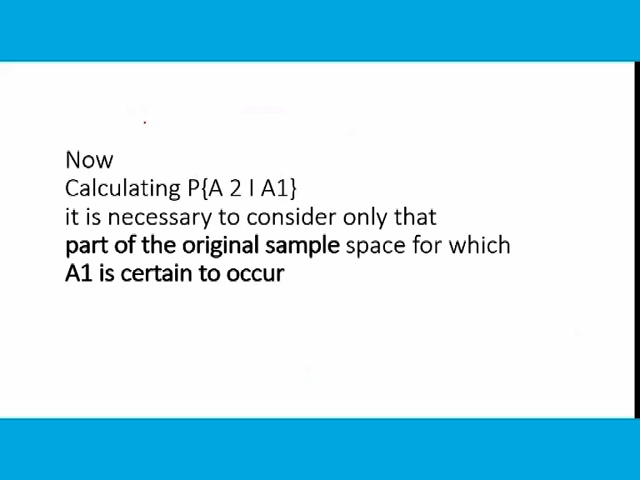 Now
Calculating P{A 2 I A1}
it is necessary to consider only that
part of the original sample space for which
A1 is certain to occur